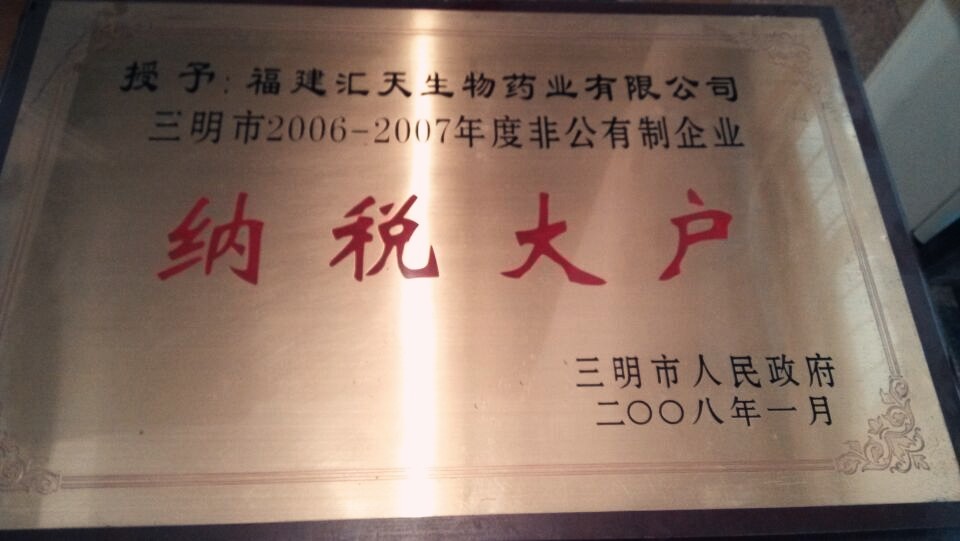 授予:福建汇天生物药业有限公司
三明市2006-2007年度非公有制企业
纳税大户
三明市人民政府
二〇〇八年一月